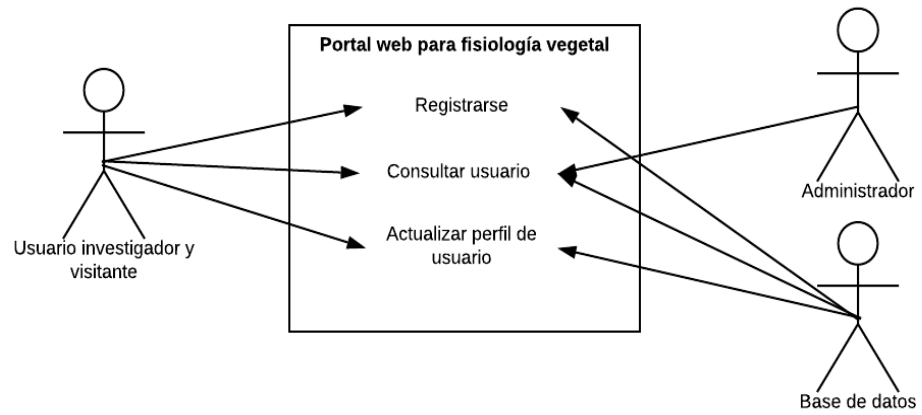 Portal web para fisiología vegetal
Registrarse
Consultar usuario
Actualizar perfil de
usuario
Usuario investigador y
visitante
Administrador
Base de datos